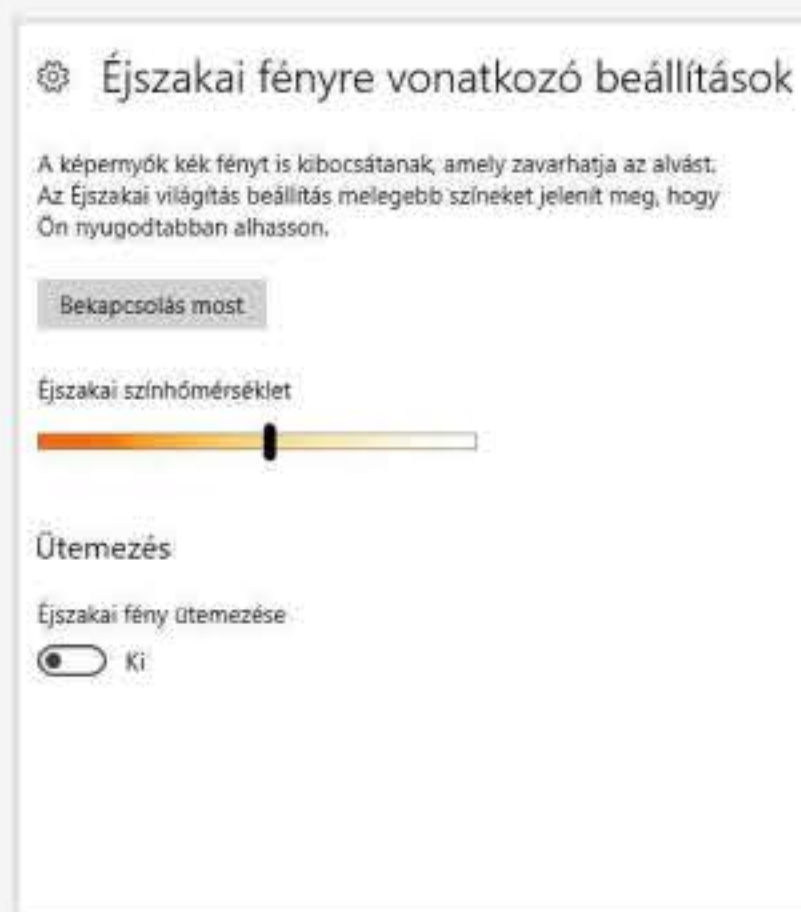 Éjszakai fényre vonatkozó beállítások
A képernyők kék fényt is kibocsátanak, amely zavarhatja az alvást.
Az Éjszakai világítás beállítás melegebb színeket jelenít meg, hogy
Ön nyugodtabban alhasson.
Bekapcsolás most
Éjszakai színhőmérséklet
Ütemezés
Éjszakai fény ütemezése
Ki